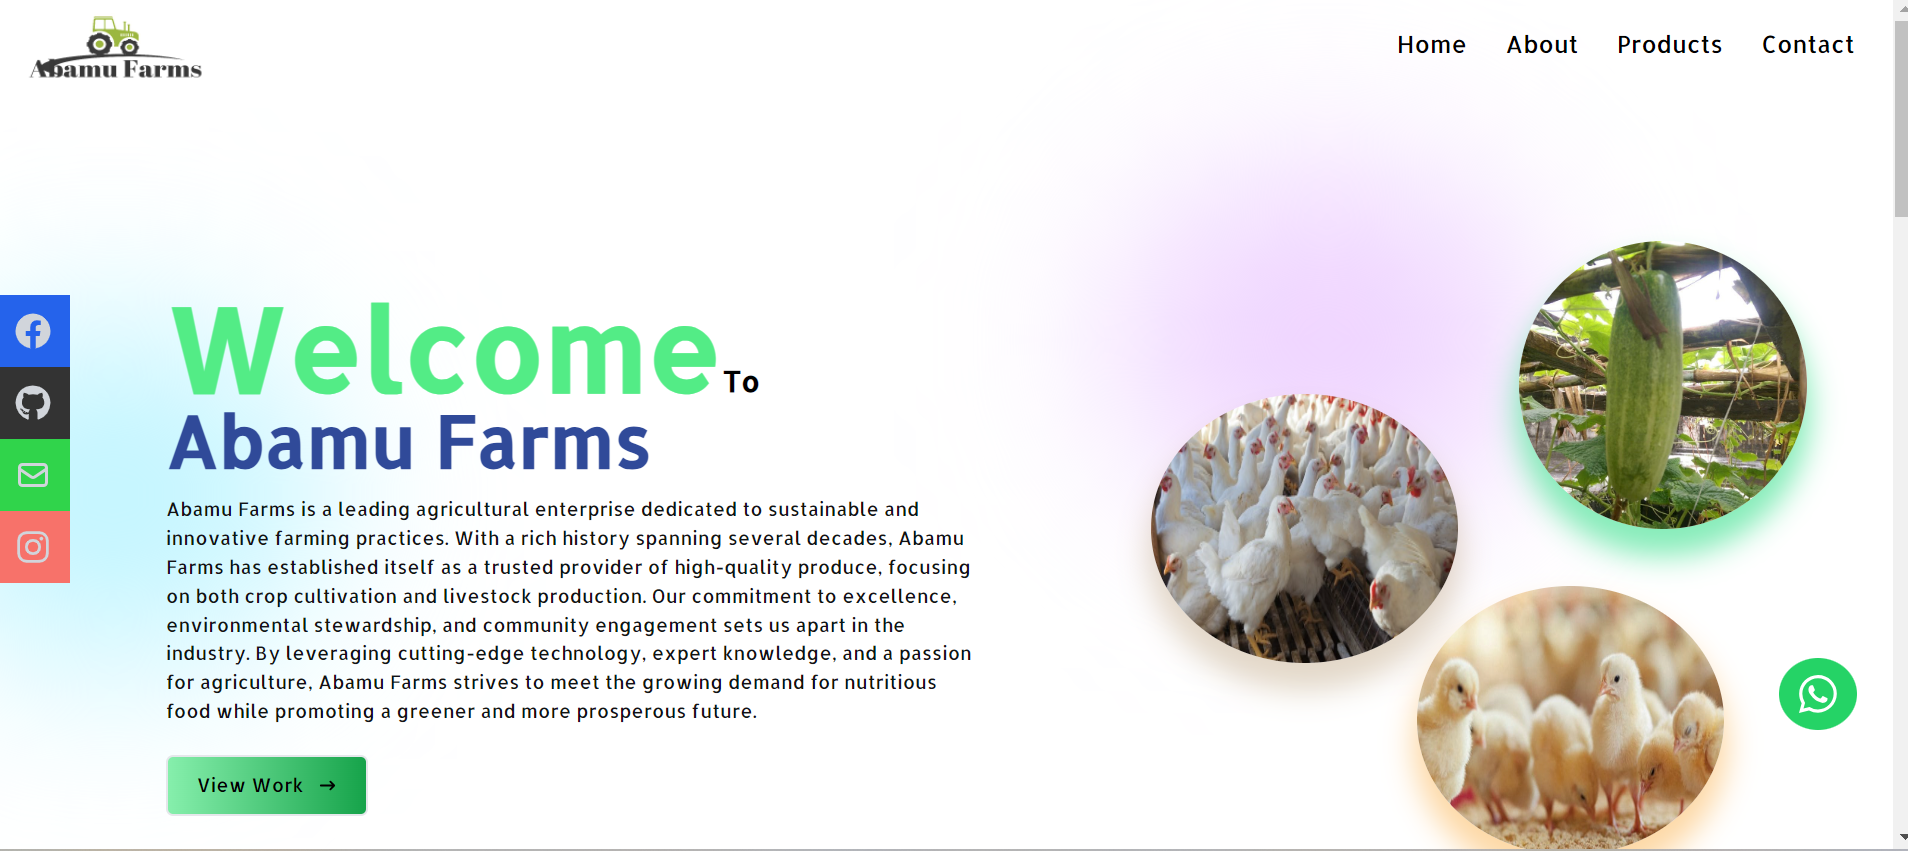 Abamu Farms
Home About Products Contact
Welcome To
Abamu Farms
Abamu Farms is a leading agricultural enterprise dedicated to sustainable and
innovative farming practices. With a rich history spanning several decades, Abamu
Farms has established itself as a trusted provider of high-quality produce, focusing
on both crop cultivation and livestock production. Our commitment to excellence,
environmental stewardship, and community engagement sets us apart in the
industry. By leveraging cutting-edge technology, expert knowledge, and a passion
for agriculture, Abamu Farms strives to meet the growing demand for nutritious
food while promoting a greener and more prosperous future.
View Work →